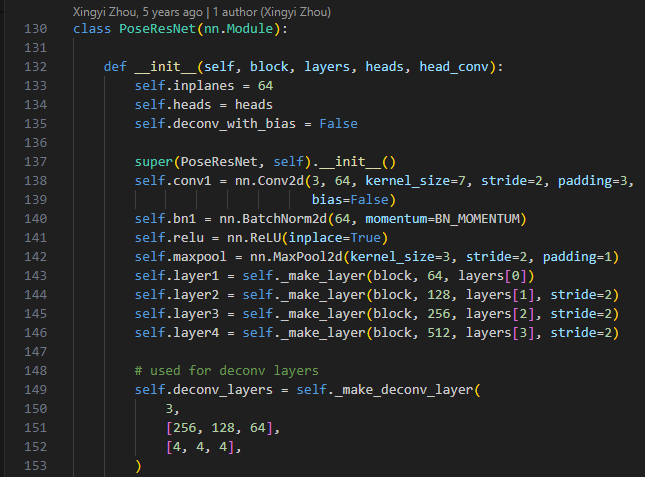 Xingyi Zhou, 5 years ago | 1 author (Xingyi Zhou)
130 class PoseResNet(nn.Module):
131
132     def __init__(self, block, layers, heads, head_conv):
133         self.inplanes = 64
134         self.heads = heads
135         self.deconv_with_bias = False
136
137         super(PoseResNet, self).__init__()
138         self.conv1 = nn.Conv2d(3, 64, kernel_size=7, stride=2, padding=3,
139                                bias=False)
140         self.bn1 = nn.BatchNorm2d(64, momentum=BN_MOMENTUM)
141         self.relu = nn.ReLU(inplace=True)
142         self.maxpool = nn.MaxPool2d(kernel_size=3, stride=2, padding=1)
143         self.layer1 = self._make_layer(block, 64, layers[0])
144         self.layer2 = self._make_layer(block, 128, layers[1], stride=2)
145         self.layer3 = self._make_layer(block, 256, layers[2], stride=2)
146         self.layer4 = self._make_layer(block, 512, layers[3], stride=2)
147
148         # used for deconv layers
149         self.deconv_layers = self._make_deconv_layer(
150             3,
151             [256, 128, 64],
152             [4, 4, 4],
153         )